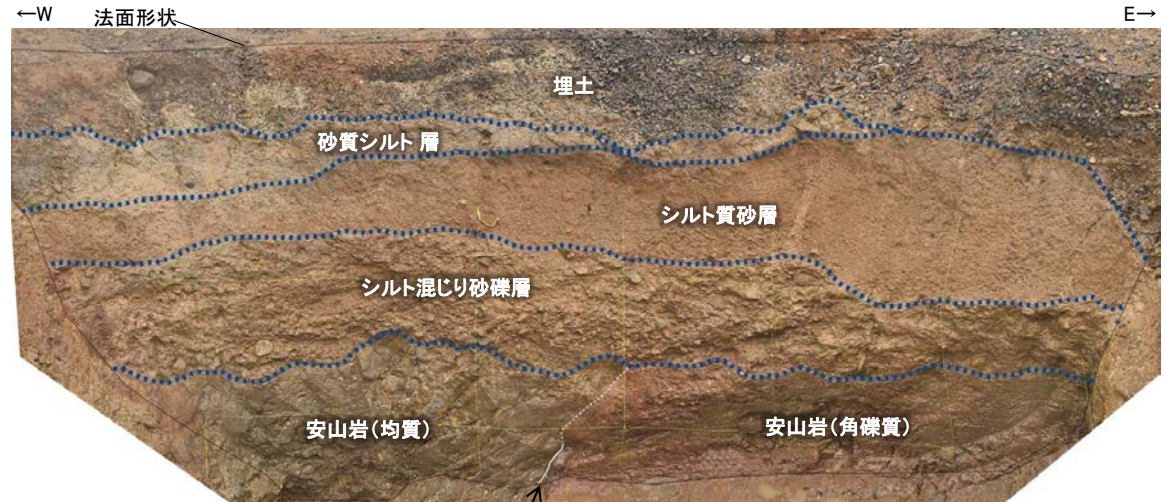 ←W
法面形状
E→
埋土
砂質シルト 層
シルト質砂層
シルト混じり砂礫層
安山岩(均質)
安山岩(角礫質)